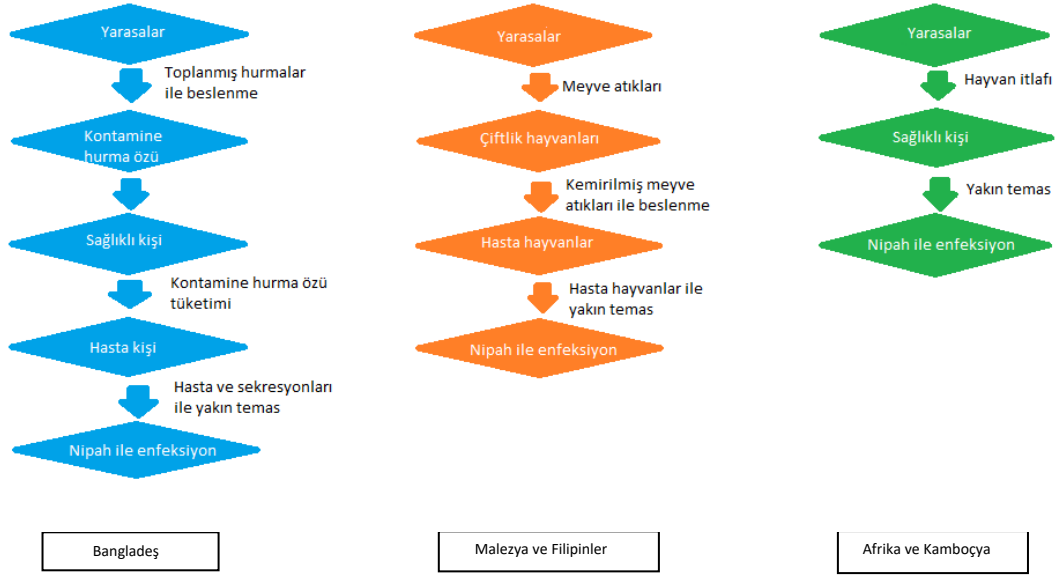 Yarasalar
Toplanmış hurmalar
ile beslenme
Kontamine
hurma özü
Sağlıklı kişi
Kontamine hurma özü
tüketimi
Hasta kişi
Hasta ve sekresyonları
ile yakın temas
Nipah ile enfeksiyon
Bangladeş
Yarasalar
Meyve atıkları
Çiftlik hayvanları
Kemirilmiş meyve
atıkları ile beslenme
Hasta hayvanlar
Hasta hayvanlar ile
yakın temas
Nipah ile enfeksiyon
Malezya ve Filipinler
Yarasalar
Hayvan itlafı
Sağlıklı kişi
Yakın temas
Nipah ile enfeksiyon
Afrika ve Kamboçya